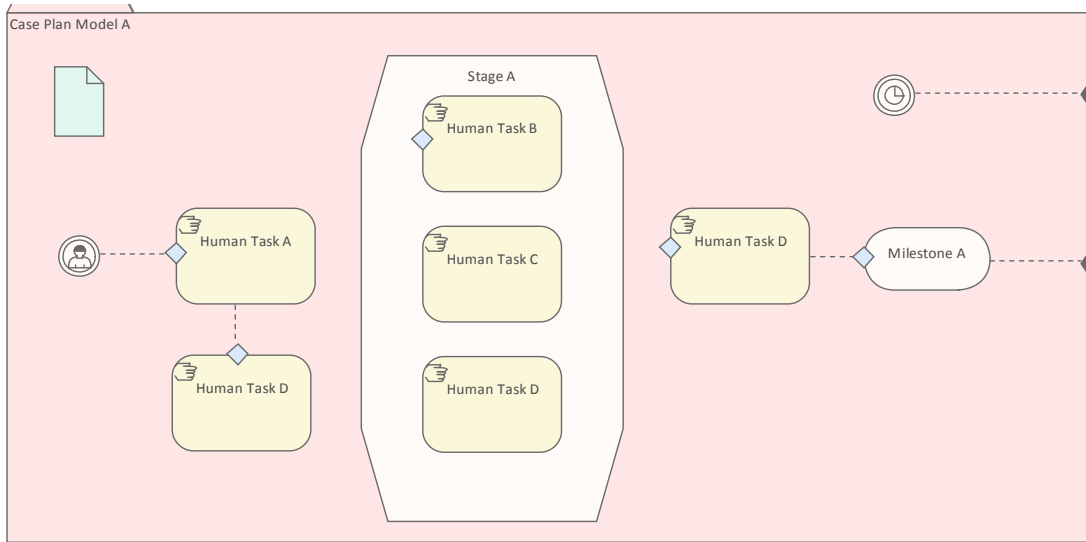 Case Plan Model A
Stage A
Human Task B
Human Task A
Human Task C
Human Task D
Milestone A
Human Task D
Human Task D